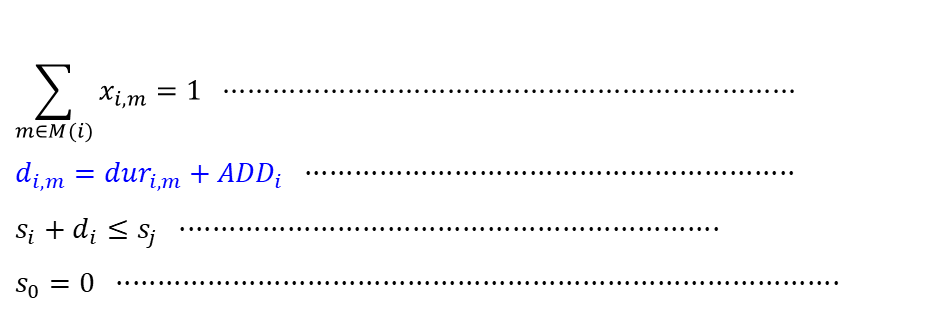 ∑_{m∈M(i)} x_{i,m} = 1 ……………………………………………………………
d_{i,m} = dur_{i,m} + ADD_i …………………………………………………..
s_i + d_i ≤ s_j ……………………………………………………….
s_0 = 0 …………………………………………………………………………….